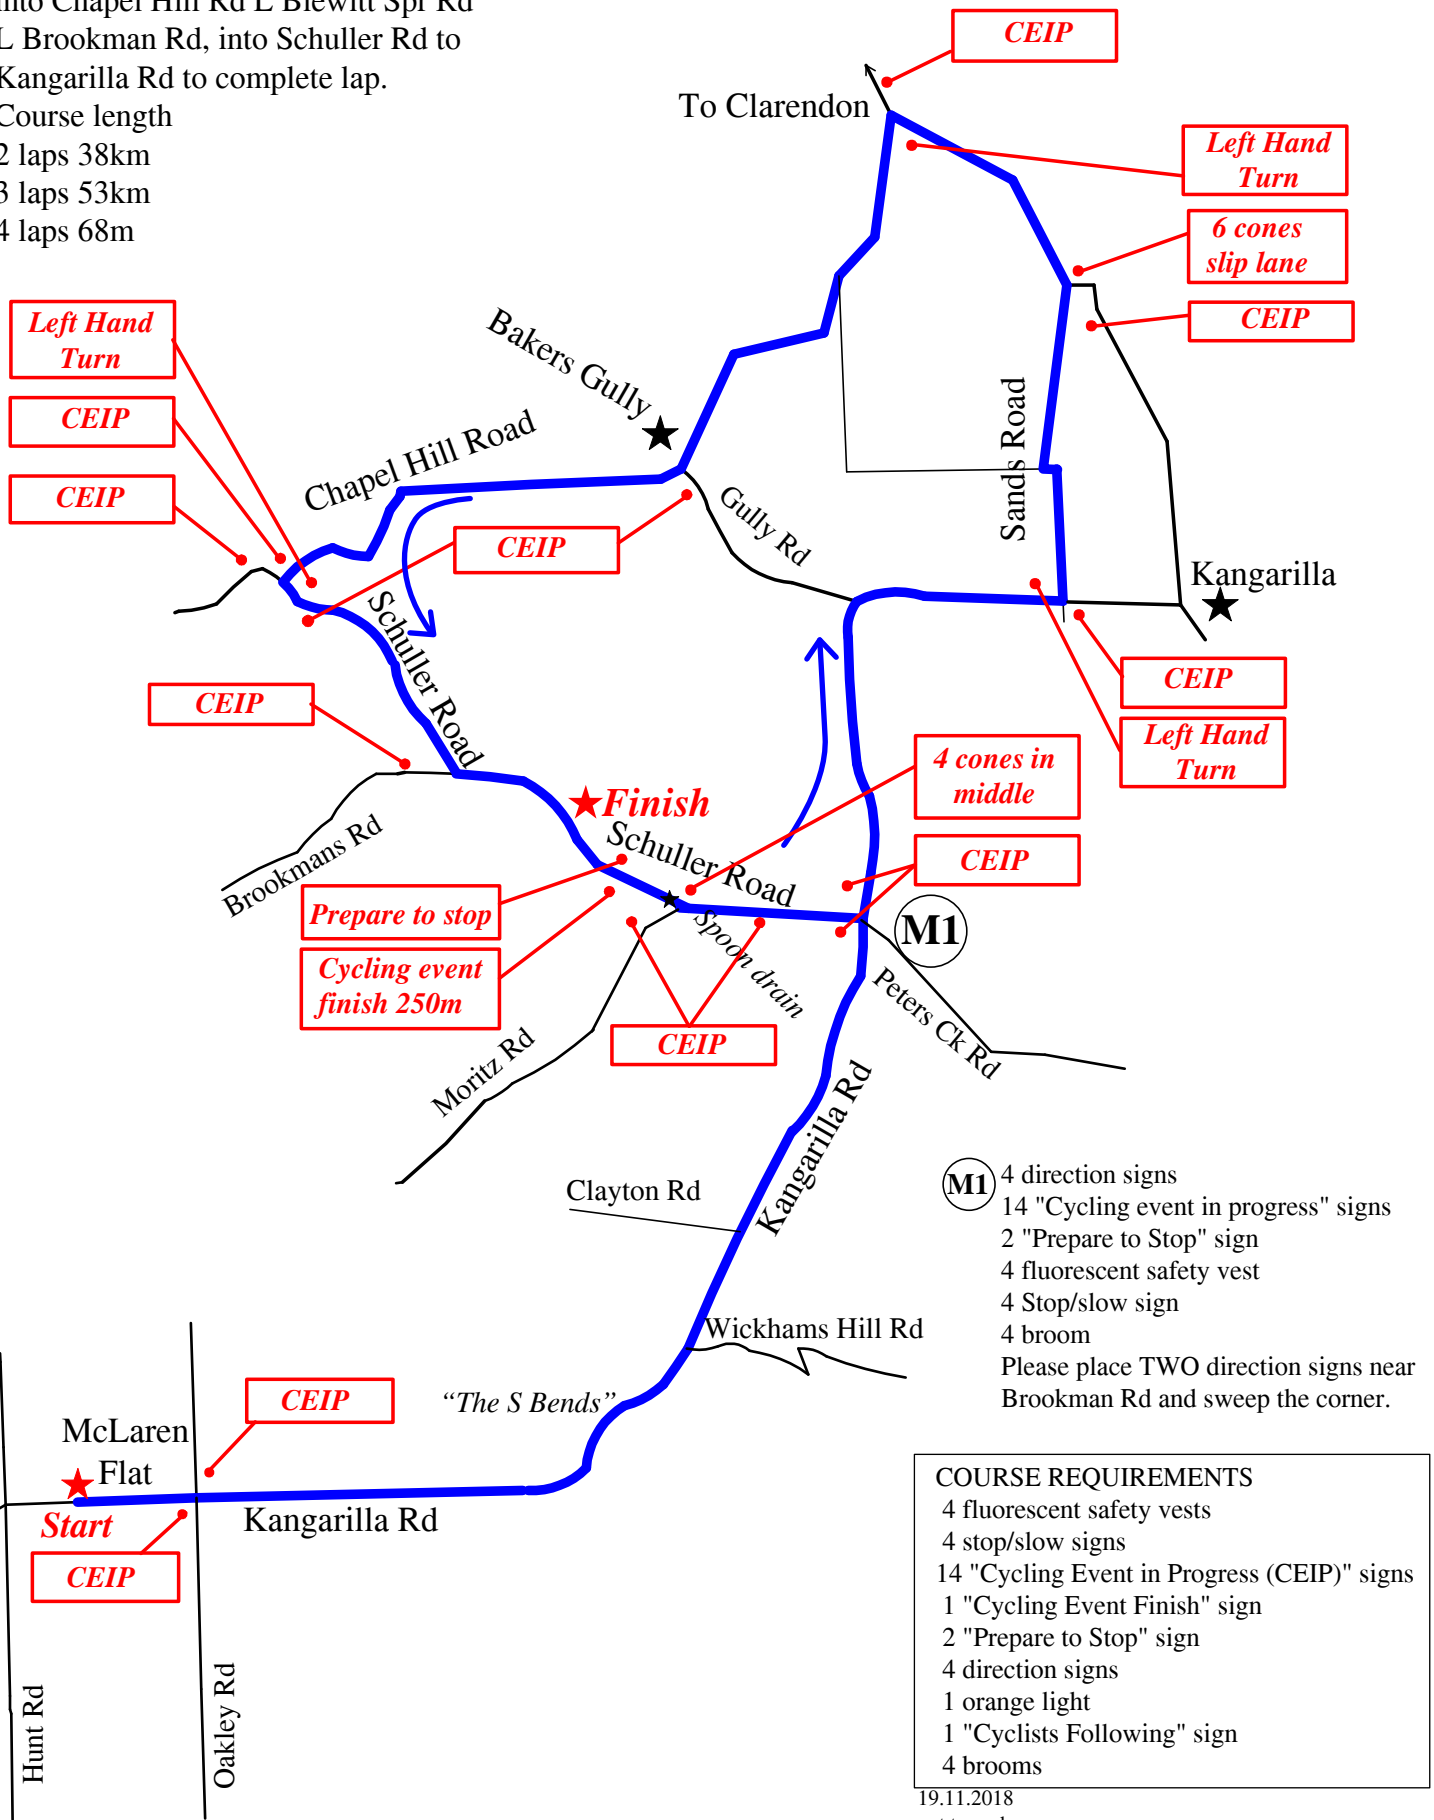 into Chapel Hill Rd L Blewitt Spr Rd
L Brookman Rd, into Schuller Rd to
Kangarilla Rd to complete lap.
Course length
2 laps 38km
3 laps 53km
4 laps 68m
CEIP
To Clarendon
Left Hand
Turn
6 cones
slip lane
CEIP
Left Hand
Turn
CEIP
CEIP
Bakers Gully
Chapel Hill Road
CEIP
Gully Rd
Sands Road
Kangarilla
Schuller Road
CEIP
CEIP
Left Hand
Turn
4 cones in
middle
CEIP
Finish
Schuller Road
Brookmans Rd
Prepare to stop
Cycling event
finish 250m
Spoon drain
M1
CEIP
Moritz Rd
Peters Ck Rd
Kangarilla Rd
Clayton Rd
M1
4 direction signs
14 "Cycling event in progress" signs
2 "Prepare to Stop" sign
4 fluorescent safety vest
4 Stop/slow sign
4 broom
Please place TWO direction signs near
Brookman Rd and sweep the corner.
Wickhams Hill Rd
“The S Bends”
CEIP
McLaren
Flat
Start
Kangarilla Rd
CEIP
Hunt Rd
Oakley Rd
COURSE REQUIREMENTS
4 fluorescent safety vests
4 stop/slow signs
14 "Cycling Event in Progress (CEIP)" signs
1 "Cycling Event Finish" sign
2 "Prepare to Stop" sign
4 direction signs
1 orange light
1 "Cyclists Following" sign
4 brooms
19.11.2018